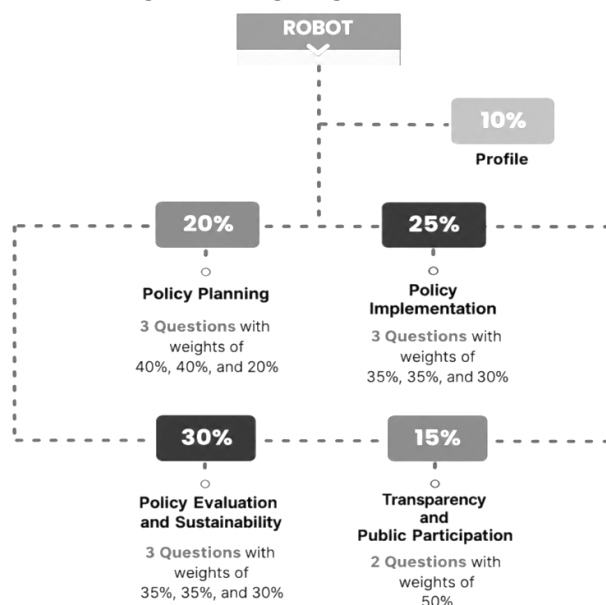 ROBOT
10%
Profile
20%
Policy Planning
3 Questions with
weights of
40%, 40%, and 20%
25%
Policy
Implementation
3 Questions with
weights of
35%, 35%, and 30%
30%
Policy Evaluation
and Sustainability
3 Questions with
weights of
35%, 35%, and 30%
15%
Transparency
and
Public Participation
2 Questions with
weights of
50%